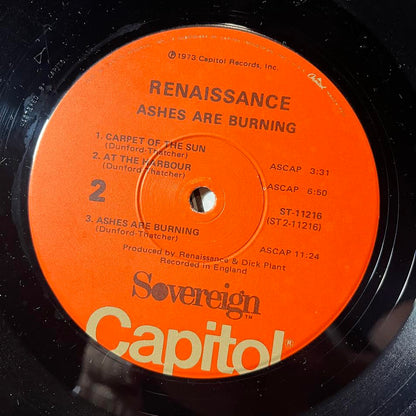 ℗1973 Capitol Records, Inc.
RENAISSANCE
ASHES ARE BURNING
1. CARPET OF THE SUN
(Dunford-Thatcher) ASCAP 3:31
2. AT THE HARBOUR
(Dunford-Thatcher) ASCAP 6:50
2
ST-11216
(ST2-11216)
3. ASHES ARE BURNING
(Dunford-Thatcher) ASCAP 11:24
Produced by Renaissance & Dick Plant
Recorded in England
Sovereign™
Capitol®